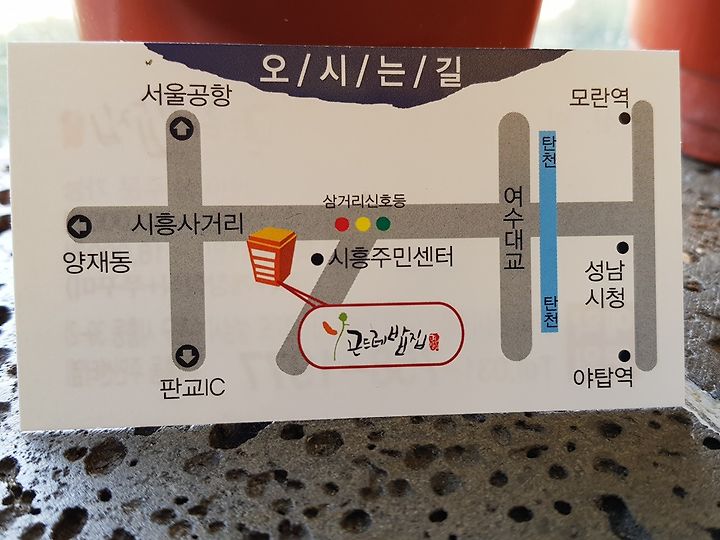 오/시/는/길
서울공항
모란역
탄천
삼거리신호등
여수대교
시흥사거리
양재동
시흥주민센터
성남
시청
탄천
곤드레밥집
판교IC
야탑역